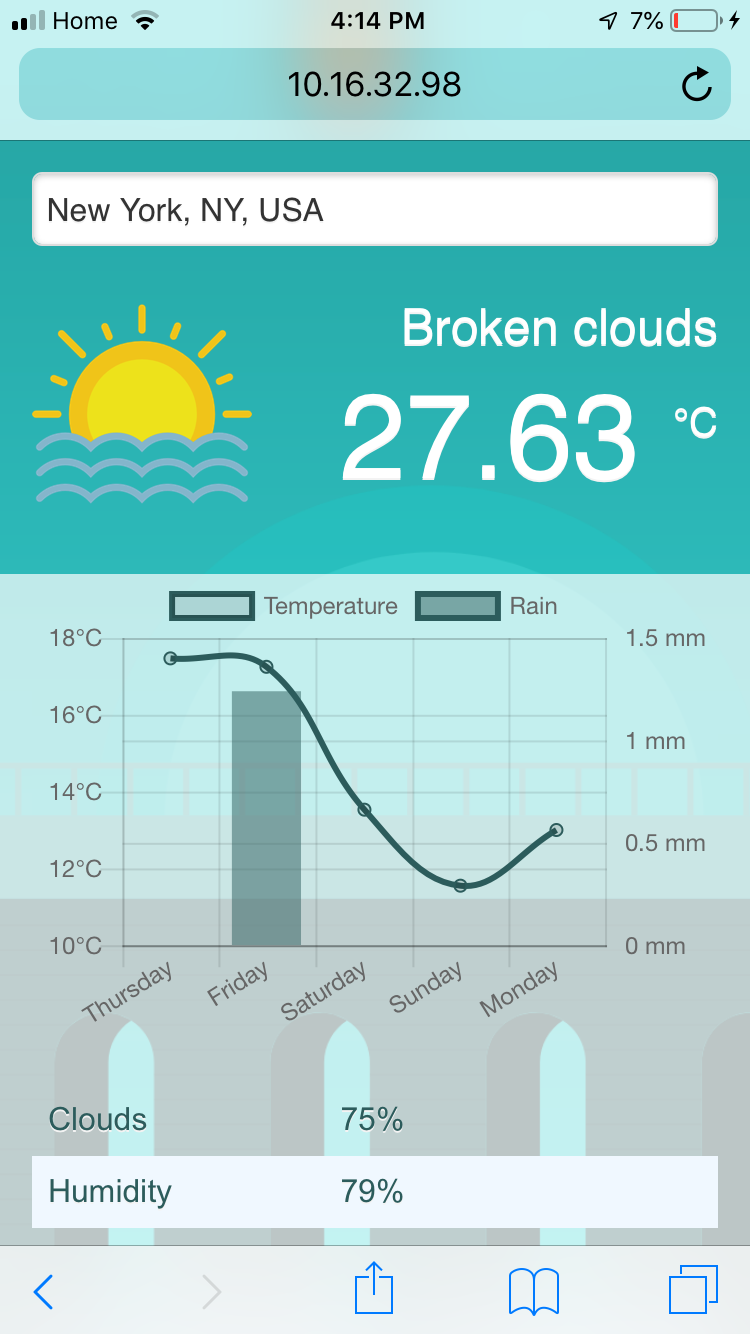 Home 4:14 PM 7%
10.16.32.98
New York, NY, USA
Broken clouds
27.63 °C
Temperature Rain
18°C 1.5 mm
16°C
1 mm
14°C
0.5 mm
12°C
10°C 0 mm
Thursday Friday Saturday Sunday Monday
Clouds 75%
Humidity 79%